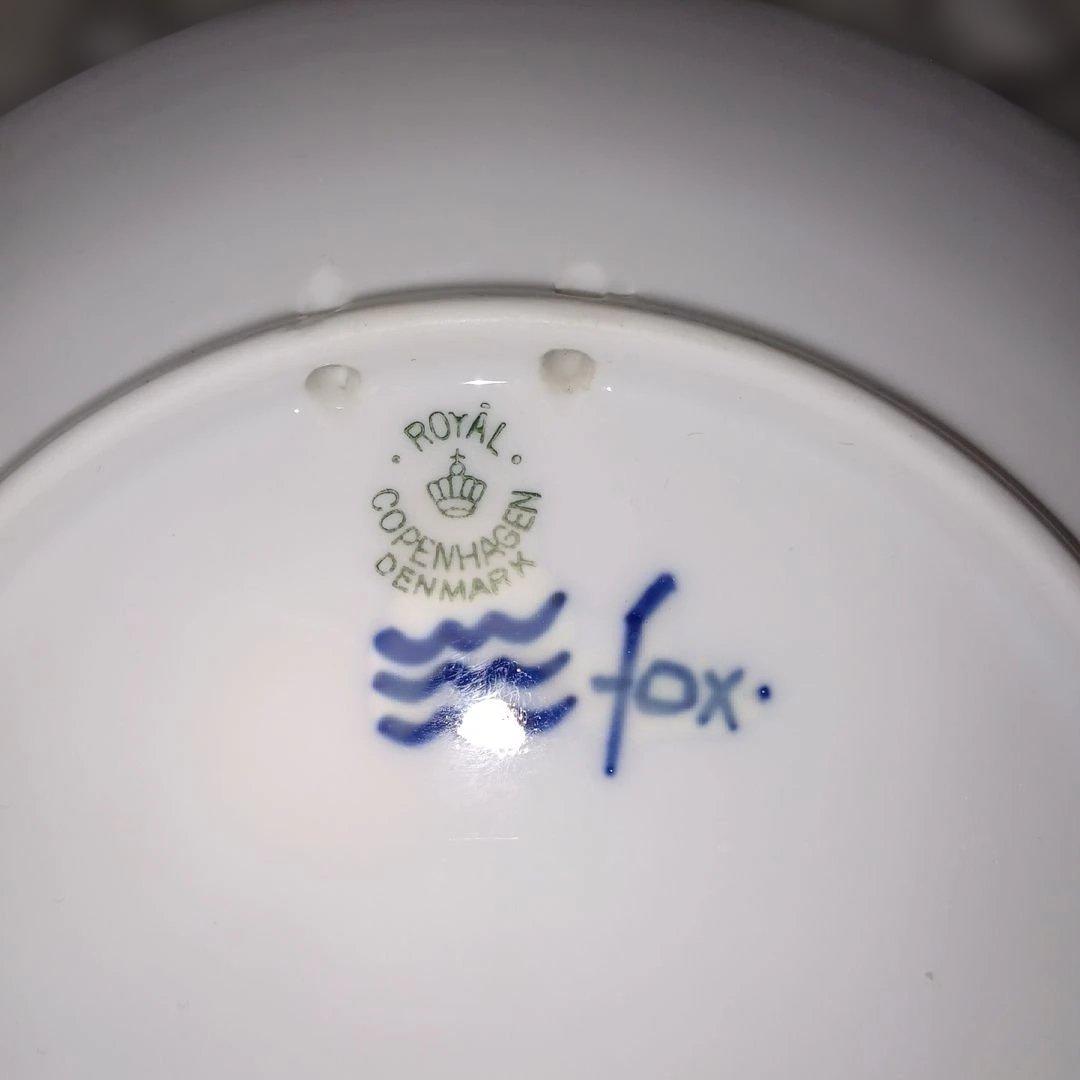 · ROYAL ·
COPENHAGEN
DENMARK
fox.